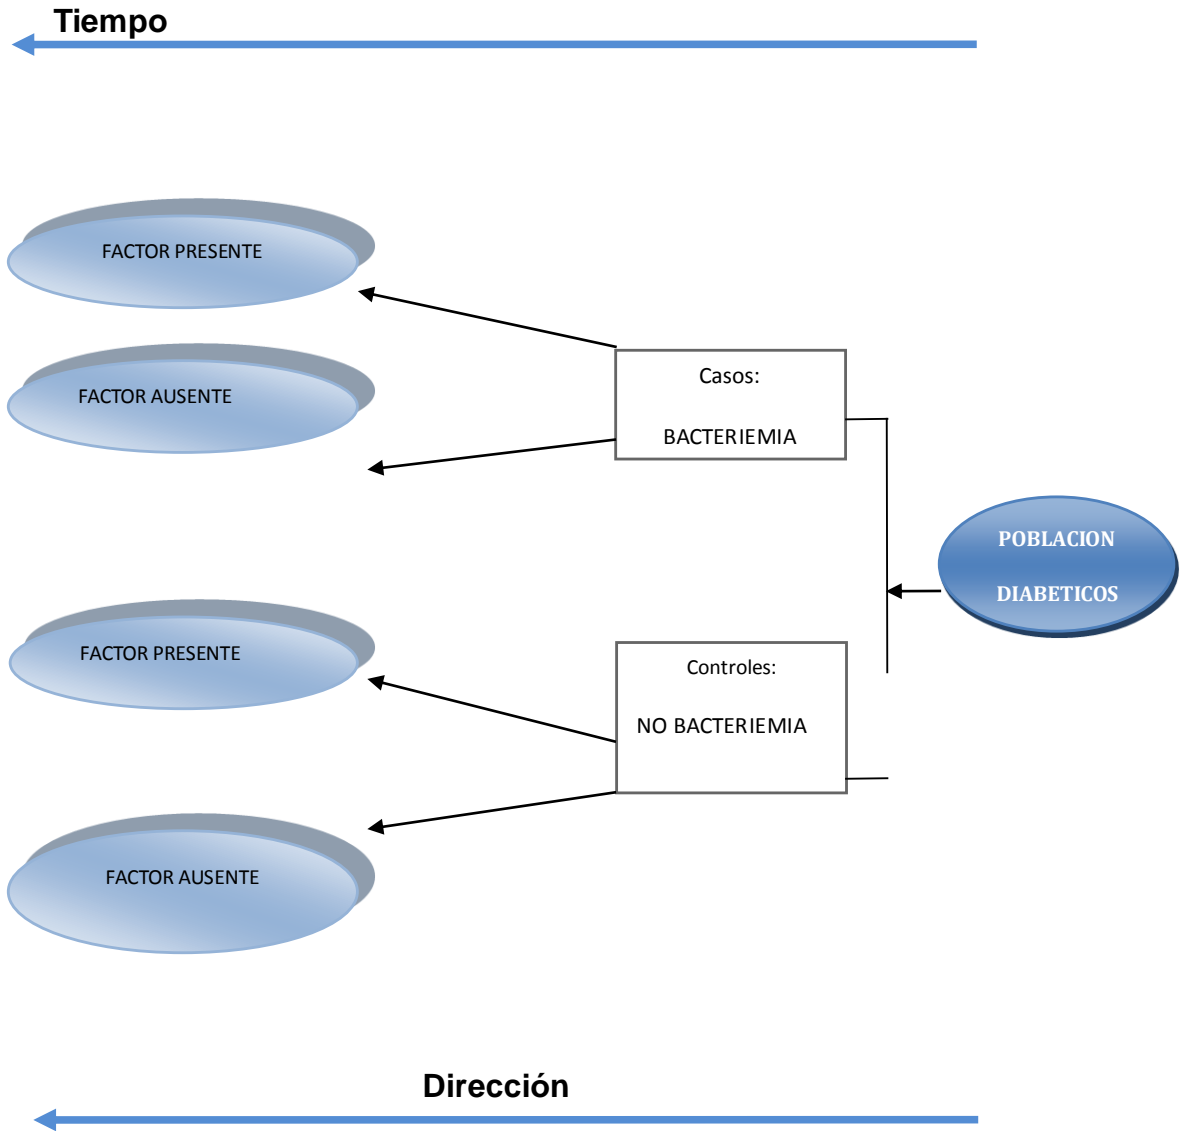 Tiempo
FACTOR PRESENTE
FACTOR AUSENTE
Casos:
BACTERIEMIA
POBLACION
DIABETICOS
FACTOR PRESENTE
Controles:
NO BACTERIEMIA
FACTOR AUSENTE
Dirección